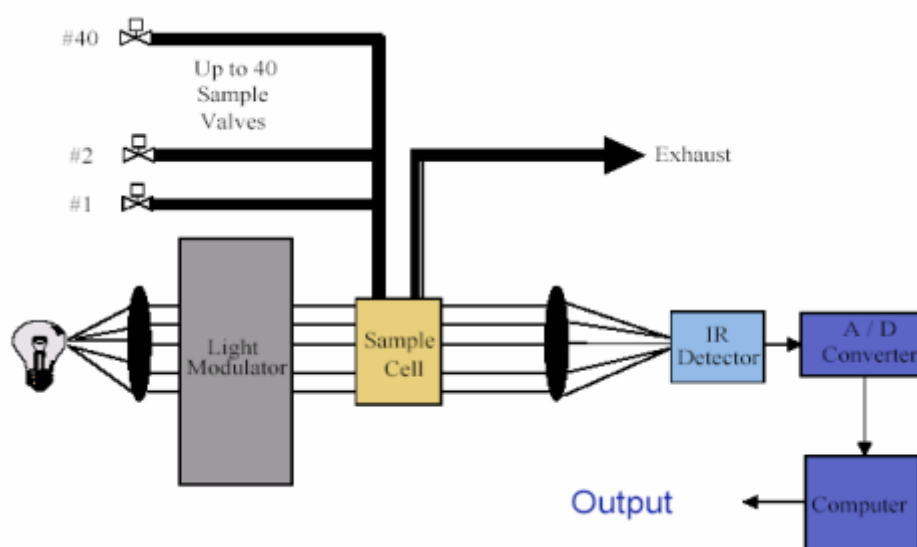 #40
Up to 40
Sample
Valves
#2
Exhaust
#1
Light
Modulator
Sample
Cell
IR
Detector
A / D
Converter
Output
Computer